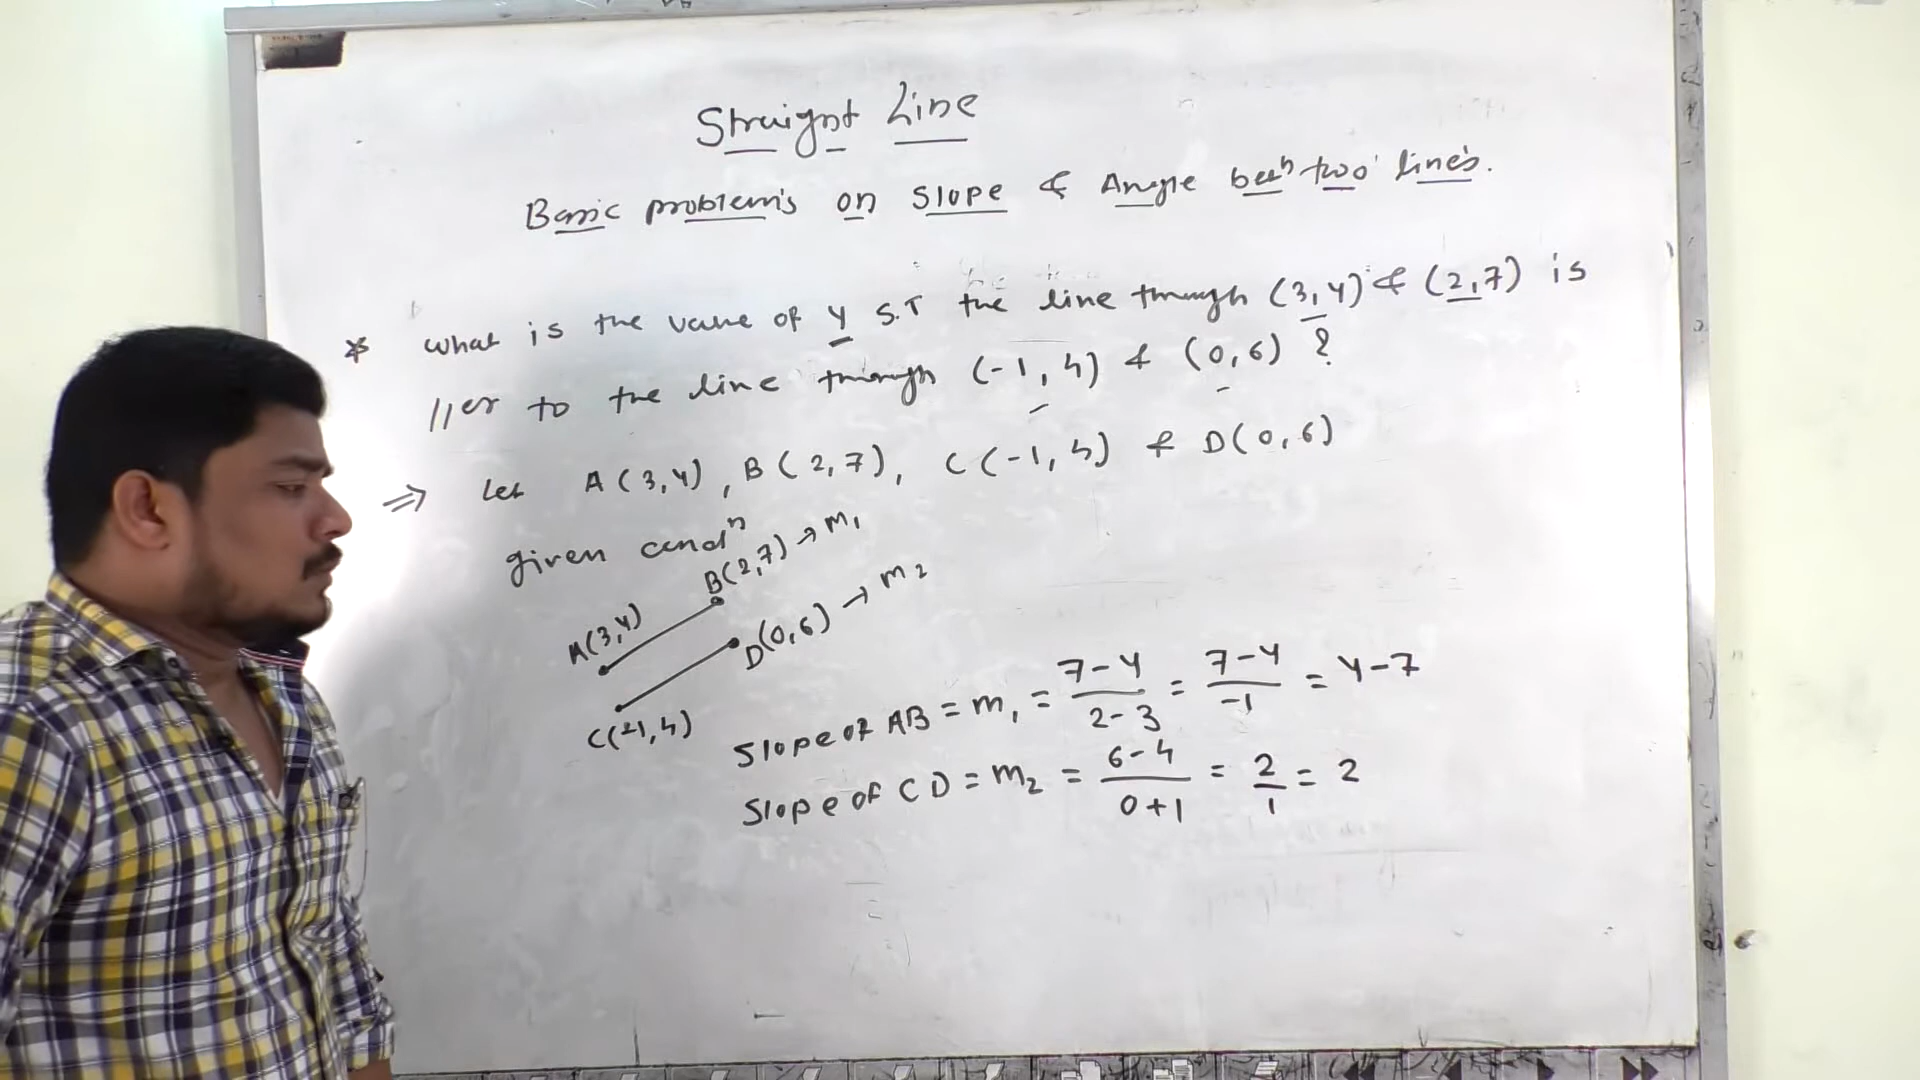 Straight Line
Basic problems on Slope & Angle betⁿ two lines.
* What is the value of y S.T the line through (3,y) & (2,7) is
//er to the line through (-1,4) & (0,6) ?
⇒ Let A(3,y), B(2,7), C(-1,4) & D(0,6)
given condⁿ
A(3,y) B(2,7) → m₁
C(-1,4) D(0,6) → m₂
Slope of AB = m₁ = 7-y/2-3 = 7-y/-1 = y-7
Slope of CD = m₂ = 6-4/0+1 = 2/1 = 2